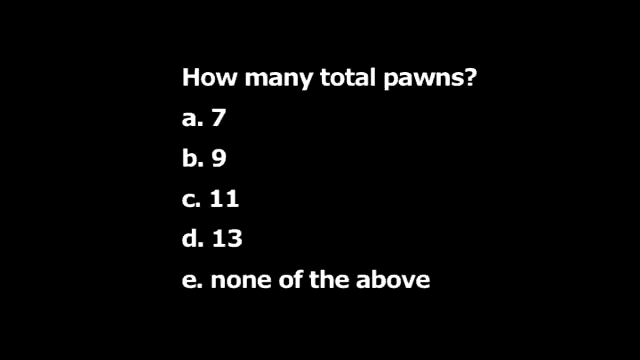 How many total pawns?
a. 7
b. 9
c. 11
d. 13
e. none of the above